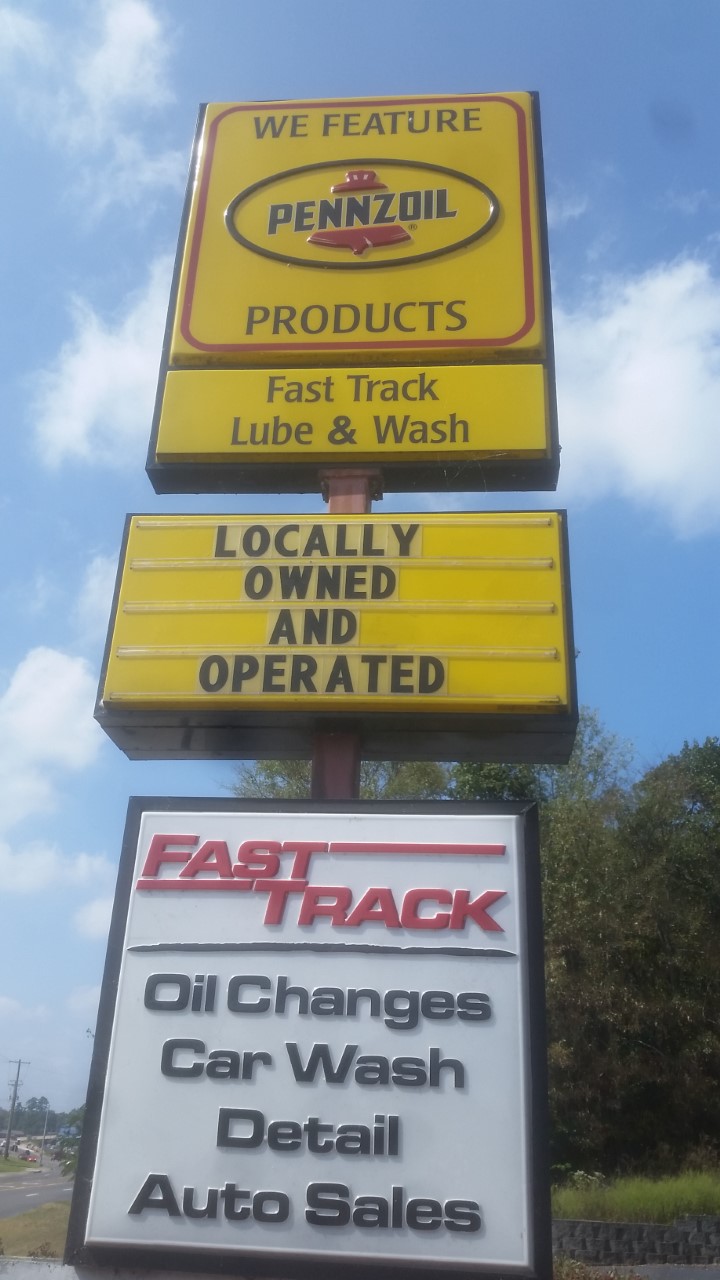 WE FEATURE
PENNZOIL®
PRODUCTS
Fast Track
Lube & Wash
LOCALLY
OWNED
AND
OPERATED
FAST
TRACK
Oil Changes
Car Wash
Detail
Auto Sales